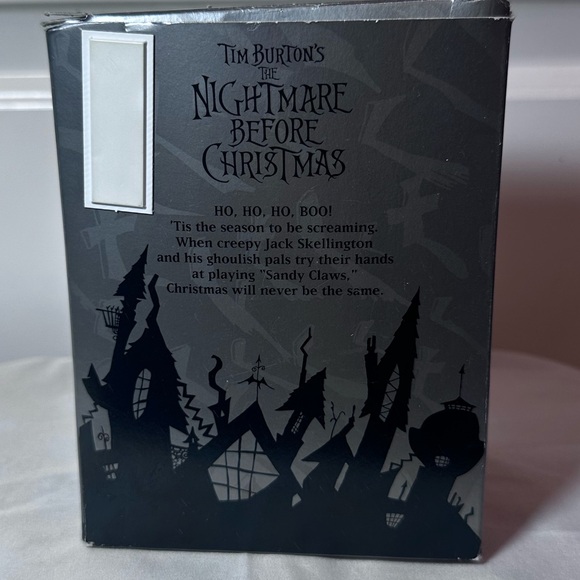 TIM BURTON'S
THE
NIGHTMARE
BEFORE
CHRISTMAS
HO, HO, HO, BOO!
'Tis the season to be screaming.
When creepy Jack Skellington
and his ghoulish pals try their hands
at playing "Sandy Claws,"
Christmas will never be the same.